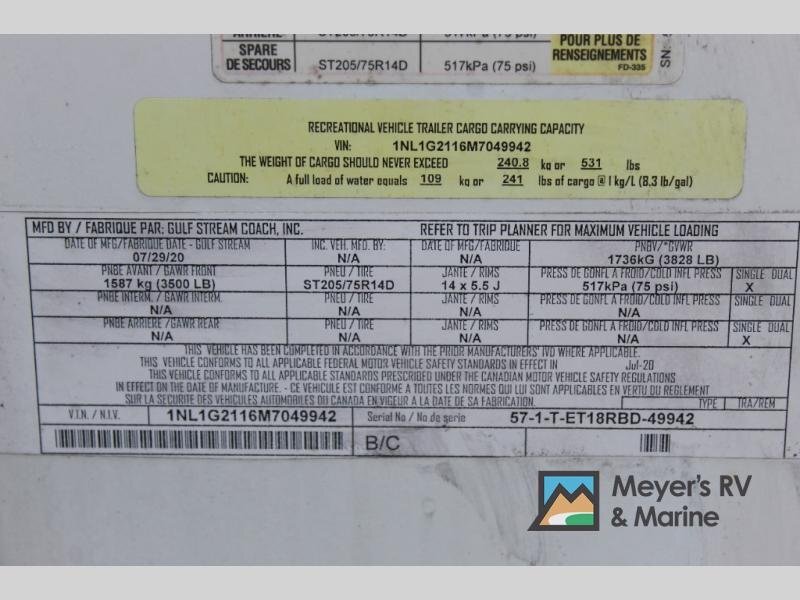 ARRIÈRE ST205/75R14D 517kPa (75 psi)
SPARE
DE SECOURS ST205/75R14D 517kPa (75 psi)
POUR PLUS DE
RENSEIGNEMENTS
FD-335
SN:
RECREATIONAL VEHICLE TRAILER CARGO CARRYING CAPACITY
VIN: 1NL1G2116M7049942
THE WEIGHT OF CARGO SHOULD NEVER EXCEED 240.8 kg or 531 lbs
CAUTION: A full load of water equals 109 kg or 241 lbs of cargo @ 1 kg/L (8.3 lb/gal)
MFD BY / FABRIQUE PAR: GULF STREAM COACH, INC. REFER TO TRIP PLANNER FOR MAXIMUM VEHICLE LOADING
DATE OF MFG/FABRIQUE DATE - GULF STREAM INC. VEH. MFG. BY: DATE OF MFG/FABRIQUE PNBV/*GVWR
07/29/20 N/A N/A 1736kG (3828 LB)
PNBE AVANT / GAWR FRONT PNEU / TIRE JANTE / RIMS PRESS DE GONFL A FROID/COLD INFL PRESS SINGLE DUAL
1587 kg (3500 LB) ST205/75R14D 14 x 5.5 J 517kPa (75 psi) X
PNBE INTERM. / GAWR INTERM. PNEU / TIRE JANTE / RIMS PRESS DE GONFL A FROID/COLD INFL PRESS SINGLE DUAL
N/A N/A N/A N/A
PNBE ARRIERE / GAWR REAR PNEU / TIRE JANTE / RIMS PRESS DE GONFL A FROID/COLD INFL PRESS SINGLE DUAL
N/A N/A N/A N/A X
THIS VEHICLE HAS BEEN COMPLETED IN ACCORDANCE WITH THE PRIOR MANUFACTURERS' IVD WHERE APPLICABLE.
THIS VEHICLE CONFORMS TO ALL APPLICABLE FEDERAL MOTOR VEHICLE SAFETY STANDARDS IN EFFECT IN Jul-20
THIS VEHICLE CONFORMS TO ALL APPLICABLE STANDARDS PRESCRIBED UNDER THE CANADIAN MOTOR VEHICLE SAFETY REGULATIONS
IN EFFECT ON THE DATE OF MANUFACTURE. - CE VEHICULE EST CONFORME A TOUTES LES NORMES QUI LUI SONT APPLICABLES EN VERTU DU REGLEMENT
SUR LA SECURITE DES VEHICULES AUTOMOBILES DU CANADA EN VIGUEUR A LA DATE DE SA FABRICATION. TYPE TRA/REM
V.I.N. / N.I.V. 1NL1G2116M7049942 Serial No / No de serie 57-1-T-ET18RBD-49942
B/C
Meyer's RV
& Marine